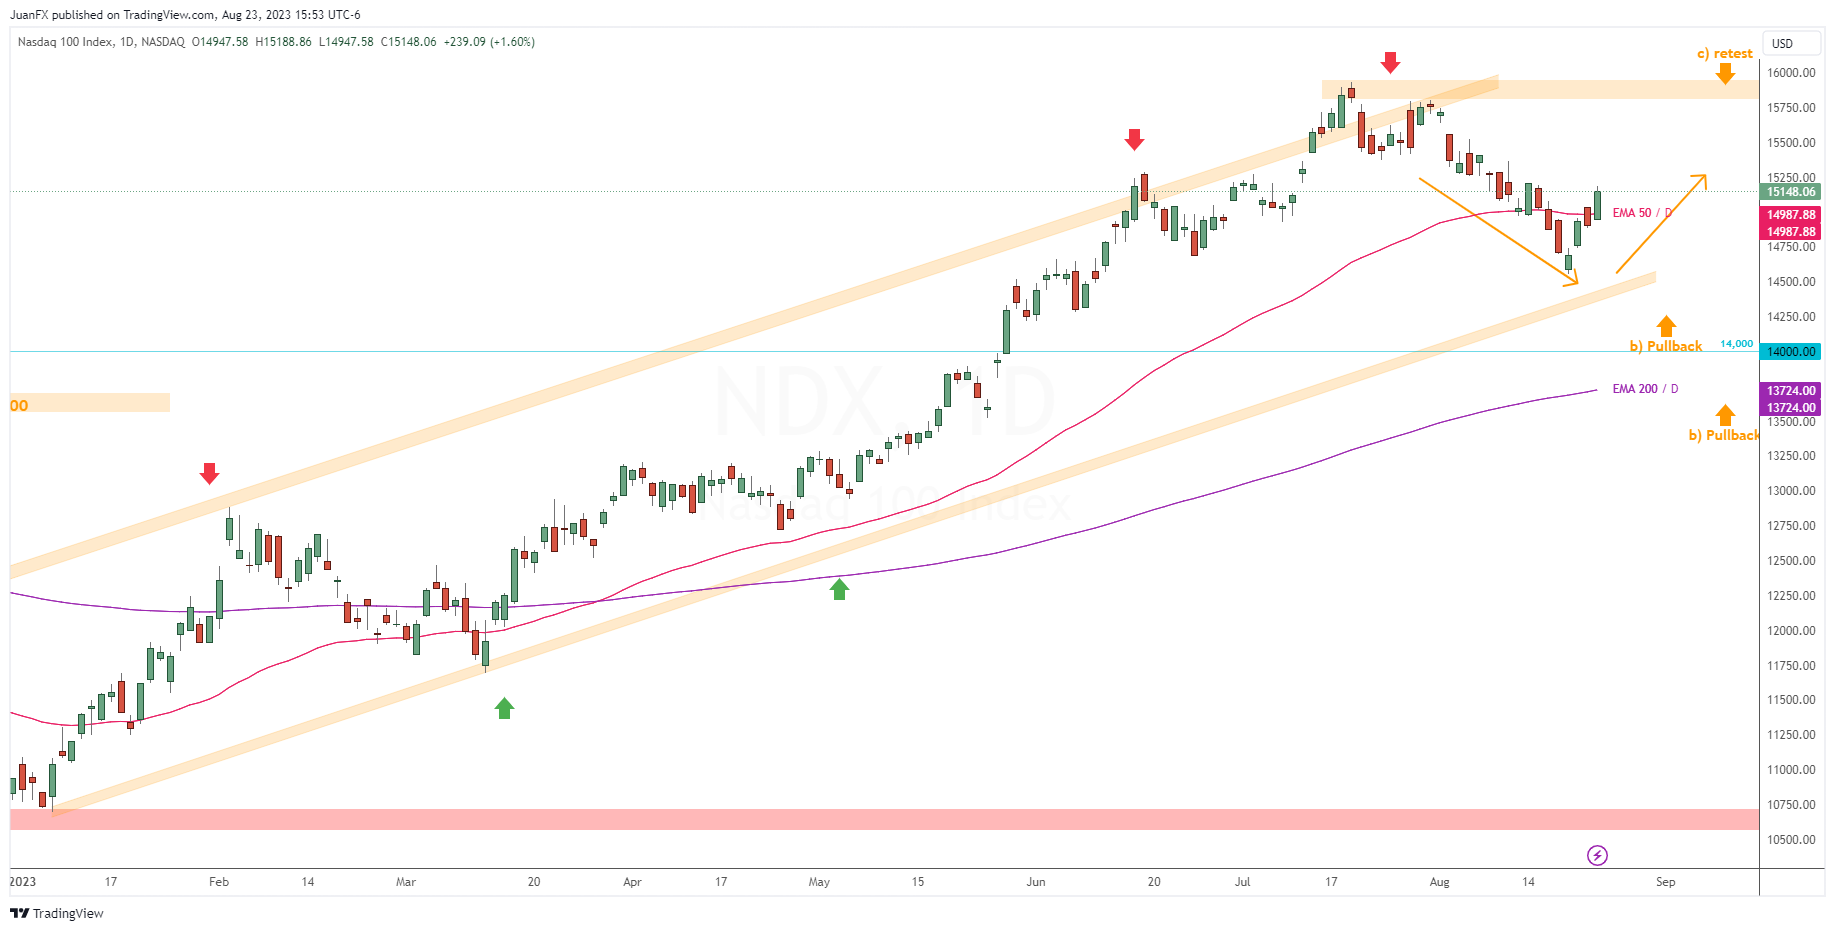 JuanFX published on TradingView.com, Aug 23, 2023 15:53 UTC-6
Nasdaq 100 Index, 1D, NASDAQ O14947.58 H15188.86 L14947.58 C15148.06 +239.09 (+1.60%)
USD
c) retest
16000.00
15750.00
15500.00
15250.00
15148.06
EMA 50 / D
14987.88
14987.88
14750.00
14500.00
14250.00
b) Pullback
14,000
14000.00
NDX, 1D
EMA 200 / D
13724.00
13724.00
00
13500.00
b) Pullback
13250.00
13000.00
Nasdaq 100 Index
12750.00
12500.00
12250.00
12000.00
11750.00
11500.00
11250.00
11000.00
10750.00
10500.00
2023 17 Feb 14 Mar 20 Apr 17 May 15 Jun 20 Jul 17 Aug 14 Sep
TradingView